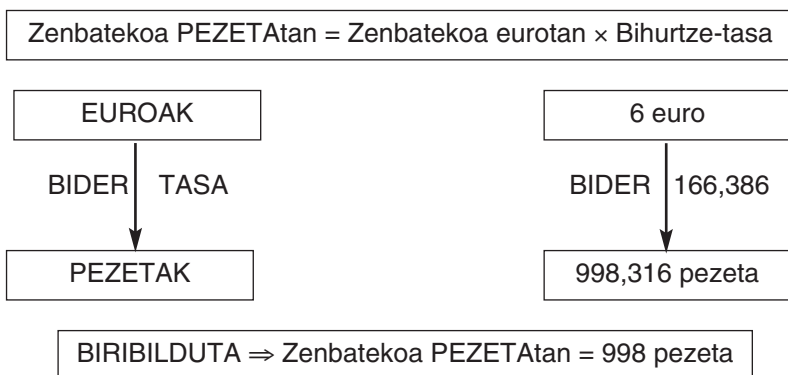 Zenbatekoa PEZETAtan = Zenbatekoa eurotan × Bihurtze-tasa
EUROAK 6 euro
BIDER TASA BIDER 166,386
PEZETAK 998,316 pezeta
BIRIBILDUTA ⇒ Zenbatekoa PEZETAtan = 998 pezeta